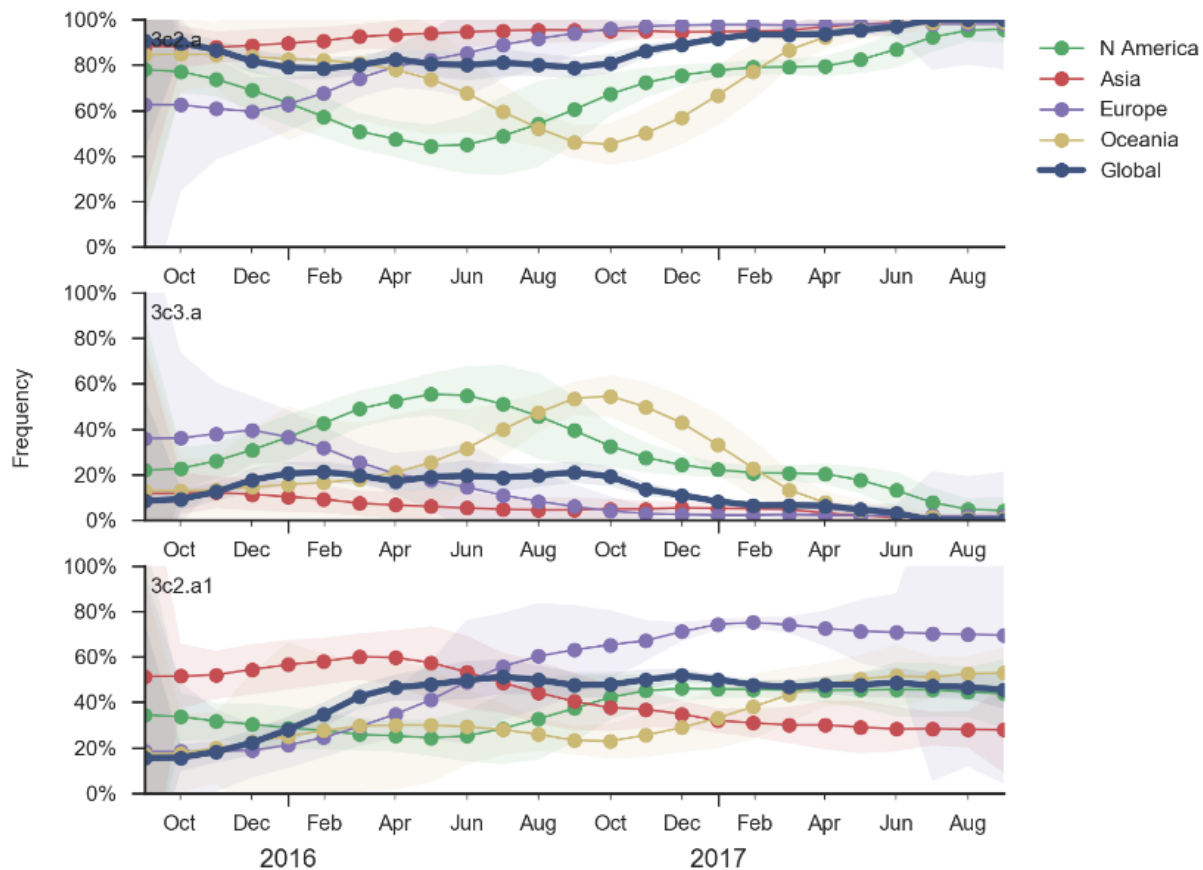 3c2.a
100%
80%
60%
40%
20%
0%
Oct Dec Feb Apr Jun Aug Oct Dec Feb Apr Jun Aug
N America
Asia
Europe
Oceania
Global
Frequency
3c3.a
100%
80%
60%
40%
20%
0%
Oct Dec Feb Apr Jun Aug Oct Dec Feb Apr Jun Aug
3c2.a1
100%
80%
60%
40%
20%
0%
Oct Dec Feb Apr Jun Aug Oct Dec Feb Apr Jun Aug
2016 2017